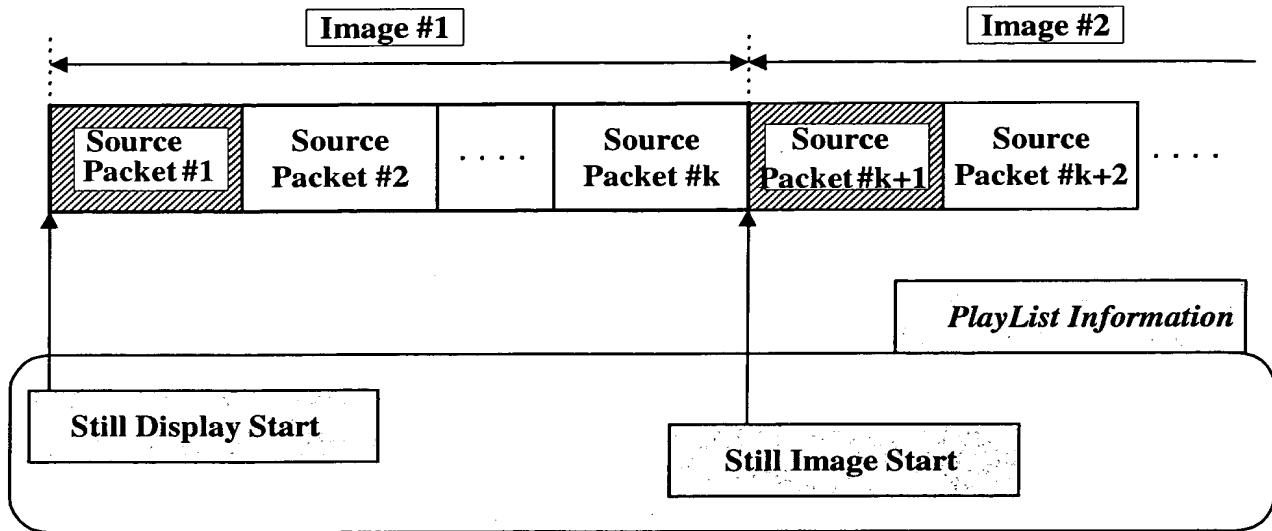 Image #1
Image #2
Source
Packet #1
Source
Packet #2
. . . .
Source
Packet #k
Source
Packet #k+1
Source
Packet #k+2
. . . .
PlayList Information
Still Display Start
Still Image Start